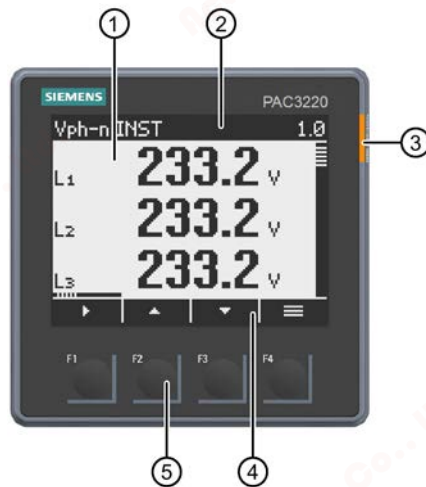 ① ②
SIEMENS PAC3220
Vph-n INST 1.0
③
L1 233.2 V
L2 233.2 V
L3 233.2 V
F1 F2 F3 F4
⑤ ④